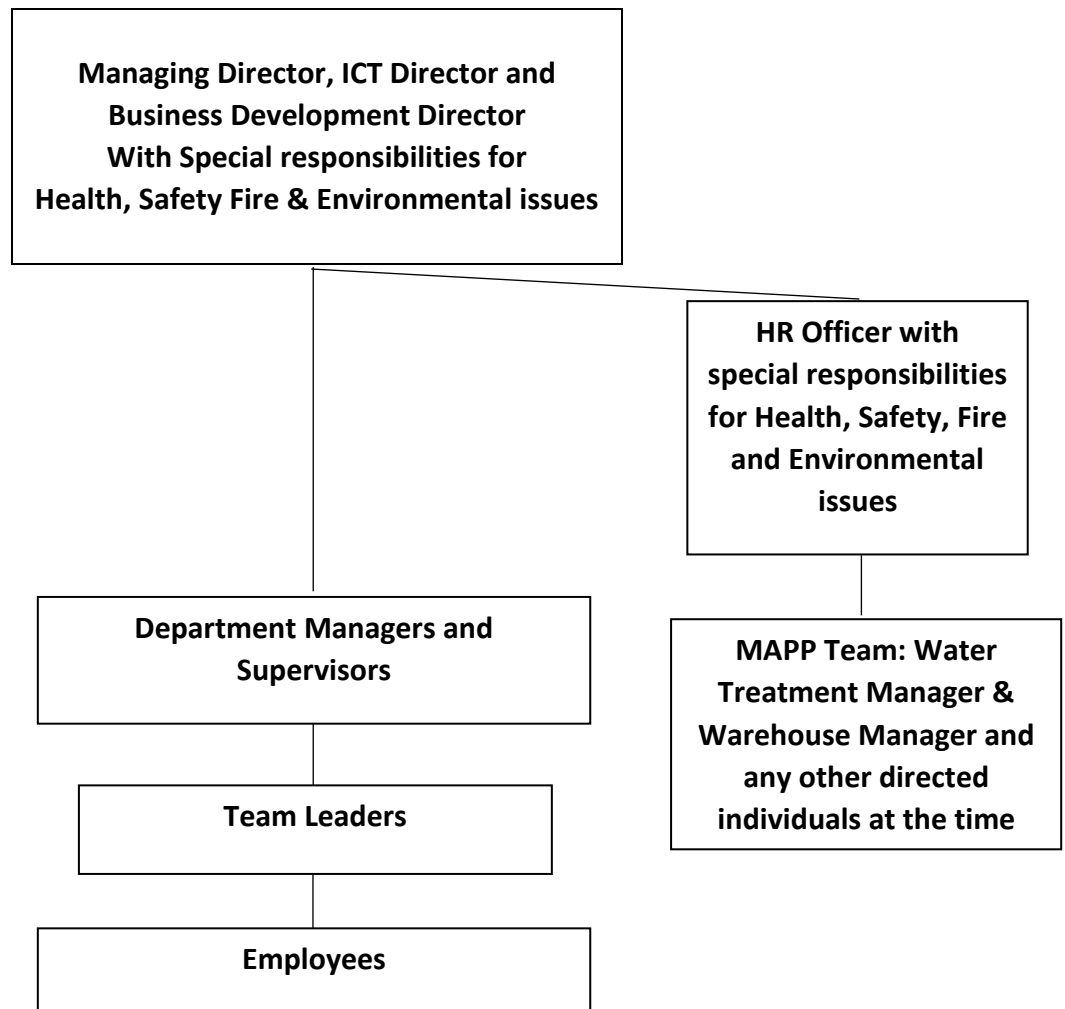 Managing Director, ICT Director and
Business Development Director
With Special responsibilities for
Health, Safety Fire & Environmental issues
HR Officer with
special responsibilities
for Health, Safety, Fire
and Environmental
issues
Department Managers and
Supervisors
MAPP Team: Water
Treatment Manager &
Warehouse Manager and
any other directed
individuals at the time
Team Leaders
Employees